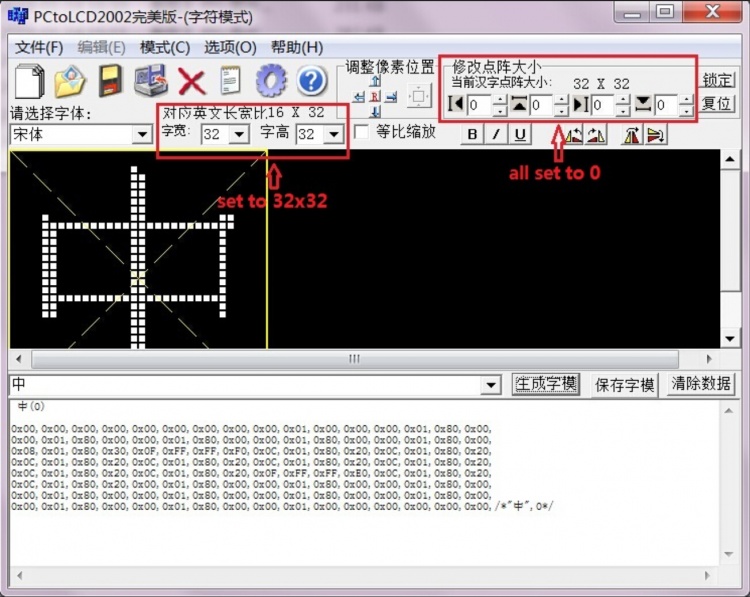 PCtoLCD2002完美版-(字符模式)
文件(F) 编辑(E) 模式(C) 选项(O) 帮助(H)
调整像素位置
修改点阵大小
当前汉字点阵大小: 32 X 32
0 0 0 0
锁定
复位
R
请选择字体:
宋体
对应英文长宽比16 X 32
字宽: 32 字高 32
等比缩放
B I U
set to 32x32
all set to 0
中
生成字模 保存字模 清除数据
中(0)
0x00,0x00,0x00,0x00,0x00,0x00,0x00,0x00,0x00,0x01,0x00,0x00,0x00,0x01,0x80,0x00,
0x00,0x01,0x80,0x00,0x00,0x01,0x80,0x00,0x00,0x01,0x80,0x00,0x00,0x01,0x80,0x00,
0x08,0x01,0x80,0x30,0x0F,0xFF,0xFF,0xF0,0x0C,0x01,0x80,0x20,0x0C,0x01,0x80,0x20,
0x0C,0x01,0x80,0x20,0x0C,0x01,0x80,0x20,0x0C,0x01,0x80,0x20,0x0C,0x01,0x80,0x20,
0x0C,0x01,0x80,0x20,0x0C,0x01,0x80,0x20,0x0F,0xFF,0xFF,0xE0,0x0C,0x01,0x80,0x20,
0x0C,0x01,0x80,0x20,0x00,0x01,0x80,0x00,0x00,0x01,0x80,0x00,0x00,0x01,0x80,0x00,
0x00,0x01,0x80,0x00,0x00,0x01,0x80,0x00,0x00,0x01,0x80,0x00,0x00,0x01,0x80,0x00,
0x00,0x01,0x80,0x00,0x00,0x01,0x80,0x00,0x00,0x01,0x00,0x00,0x00,0x00,0x00,0x00,/*"中",0*/